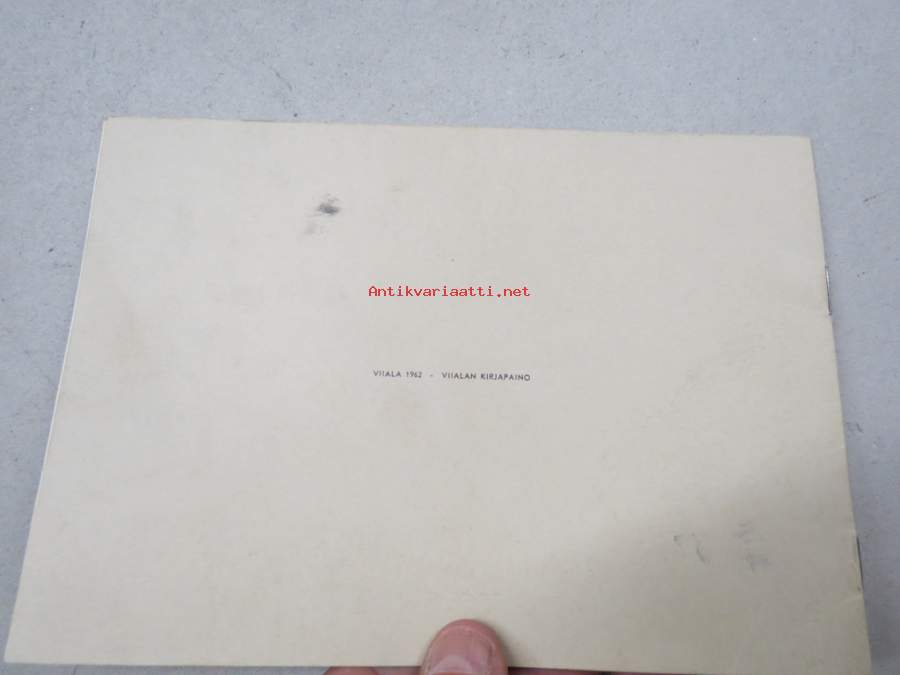 Antikvariaatti.net
VIIALA 1962 - VIIALAN KIRJAPAINO